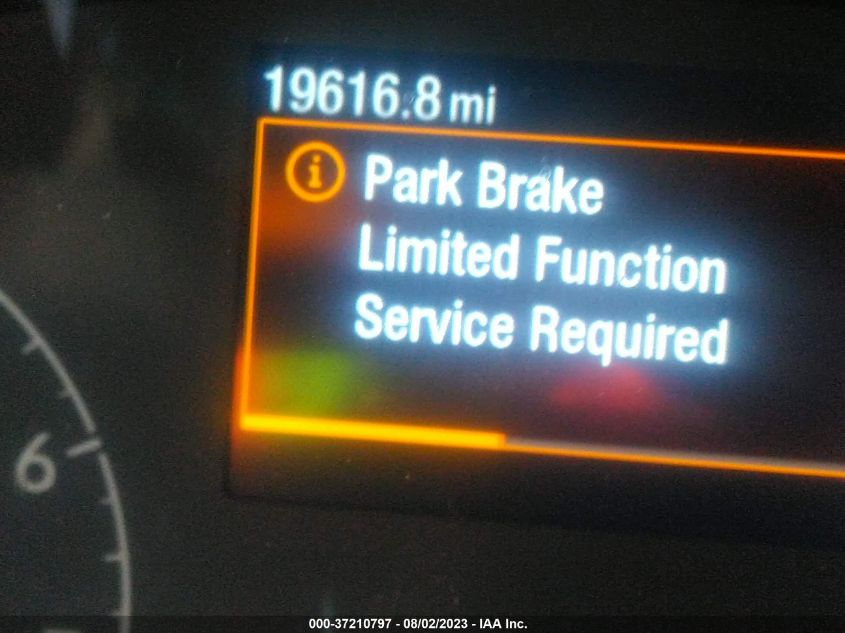 19616.8 mi
i Park Brake
Limited Function
Service Required
6
000-37210797 - 08/02/2023 - IAA Inc.